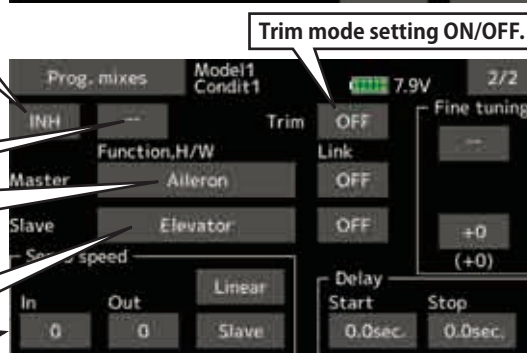 Trim mode setting ON/OFF.
Prog. mixes
Model1
Condit1
7.9V
2/2
INH
--
Trim
OFF
Fine tuning
--
Function,H/W
Link
Master
Aileron
OFF
Slave
Elevator
OFF
+0
(+0)
Servo speed
Linear
Delay
In
Out
Start
Stop
0
0
Slave
0.0sec.
0.0sec.